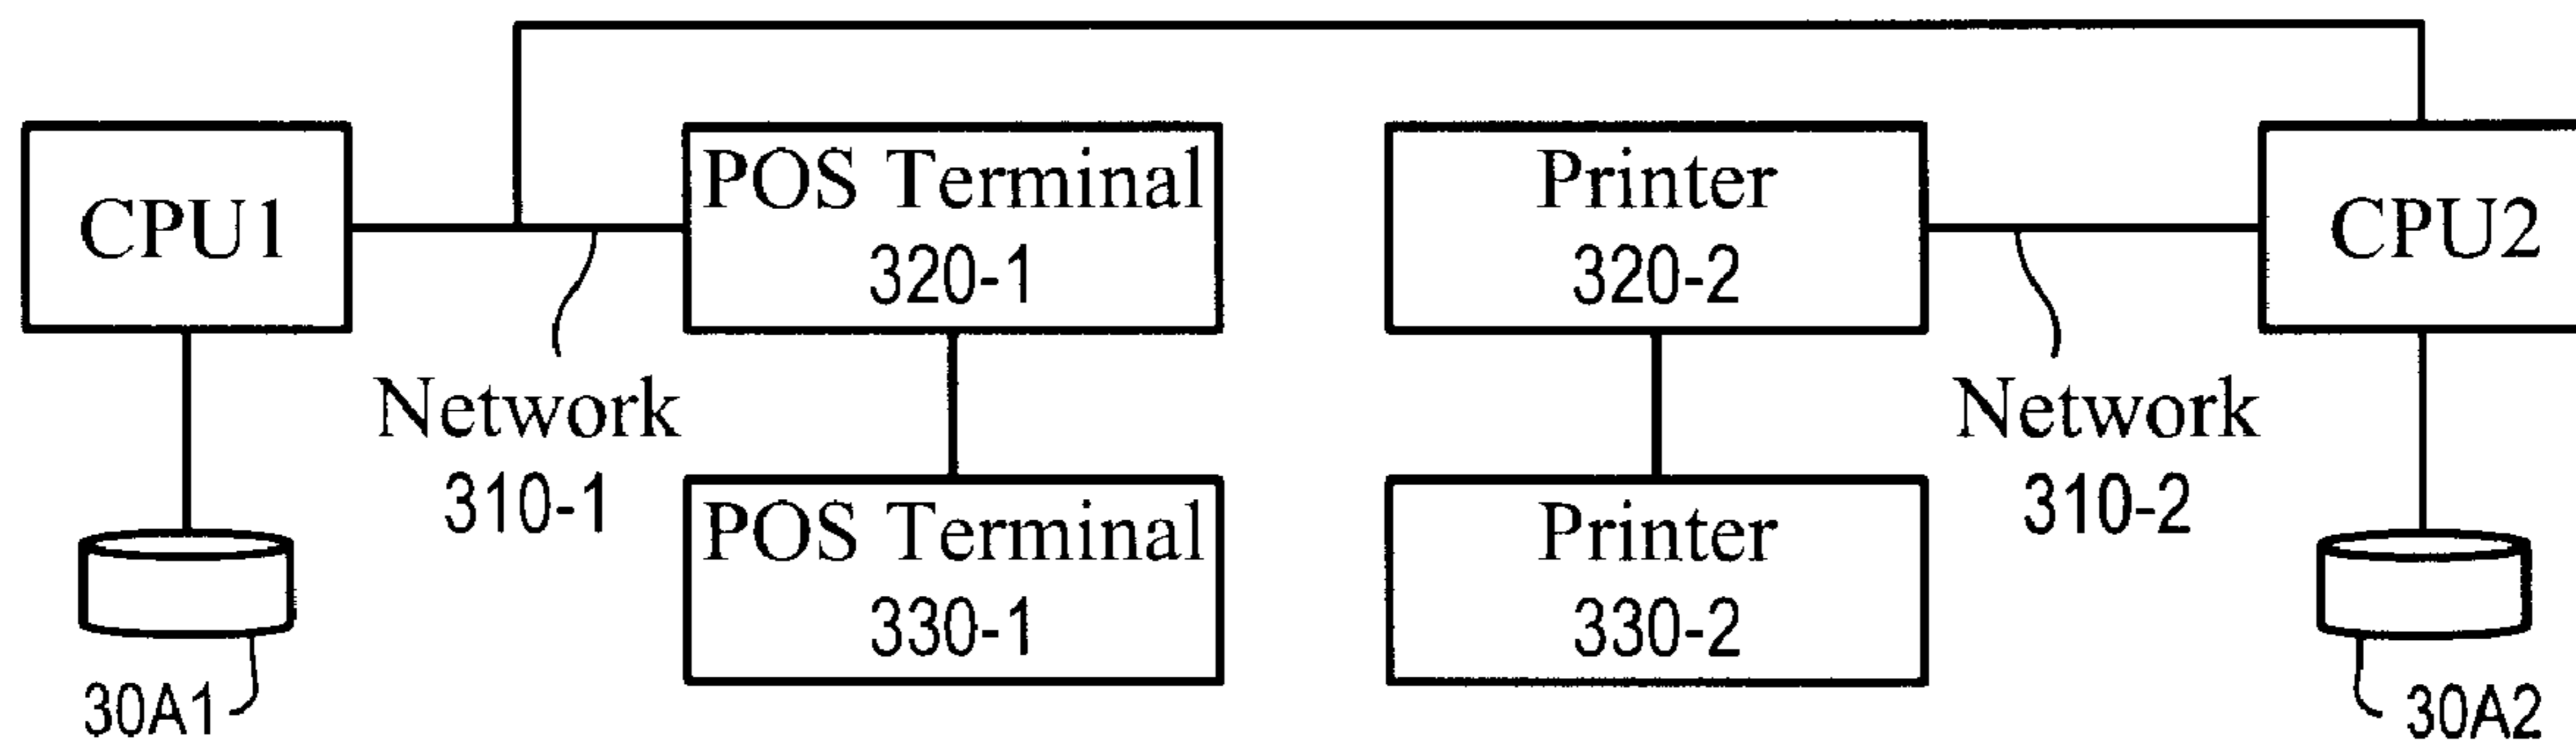 CPU1
POS Terminal
320-1
Printer
320-2
CPU2
Network
310-1
Network
310-2
POS Terminal
330-1
Printer
330-2
30A1
30A2